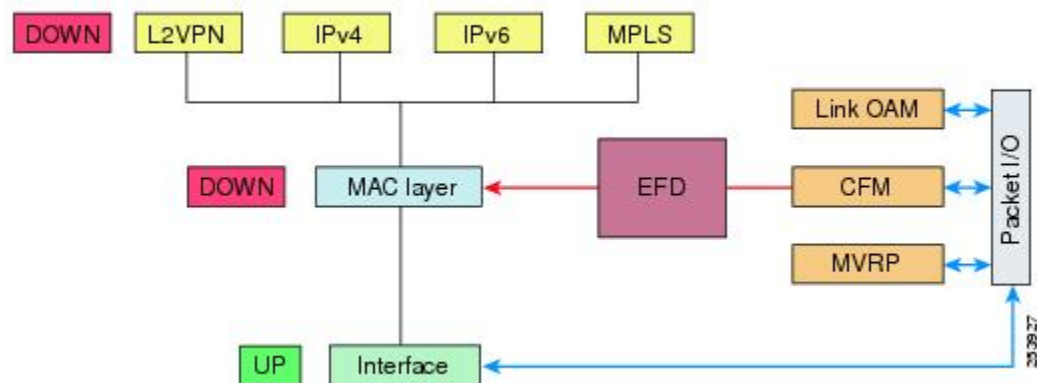 DOWN
L2VPN
IPv4
IPv6
MPLS
Link OAM
DOWN
MAC layer
EFD
CFM
Packet I/O
MVRP
UP
Interface
253927